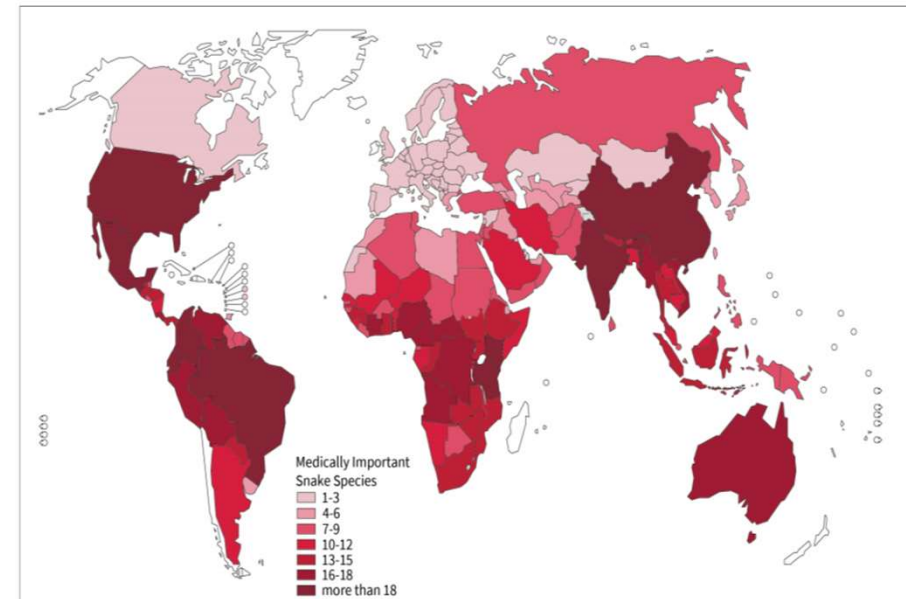 Medically Important
Snake Species
1-3
4-6
7-9
10-12
13-15
16-18
more than 18